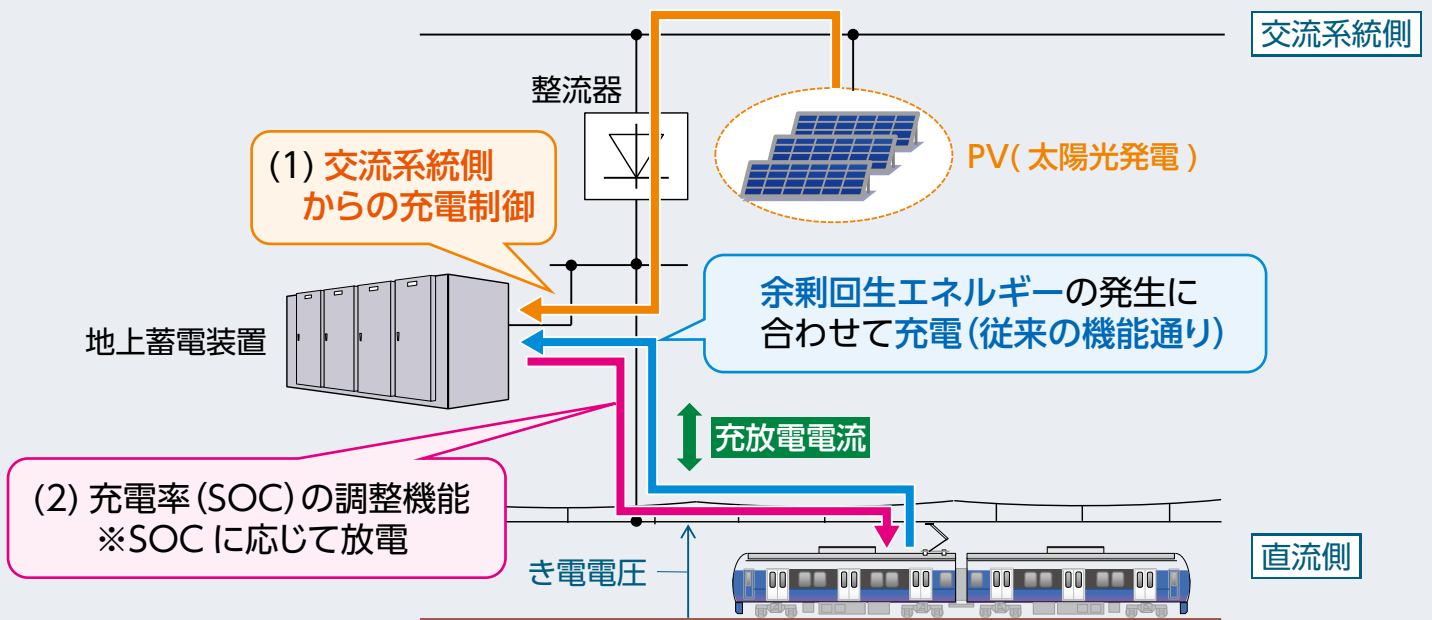 交流系統側
整流器
(1) 交流系統側
からの充電制御
PV( 太陽光発電 )
余剰回生エネルギーの発生に
合わせて充電（従来の機能通り）
地上蓄電装置
充放電電流
(2) 充電率（SOC）の調整機能
※SOC に応じて放電
き電電圧
直流側